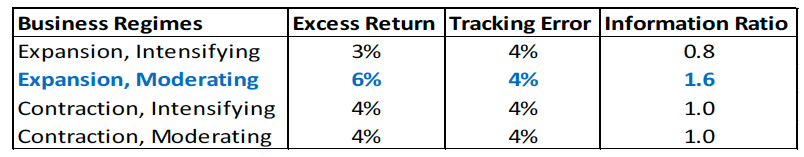 Business Regimes Excess Return Tracking Error Information Ratio
Expansion, Intensifying 3% 4% 0.8
Expansion, Moderating 6% 4% 1.6
Contraction, Intensifying 4% 4% 1.0
Contraction, Moderating 4% 4% 1.0